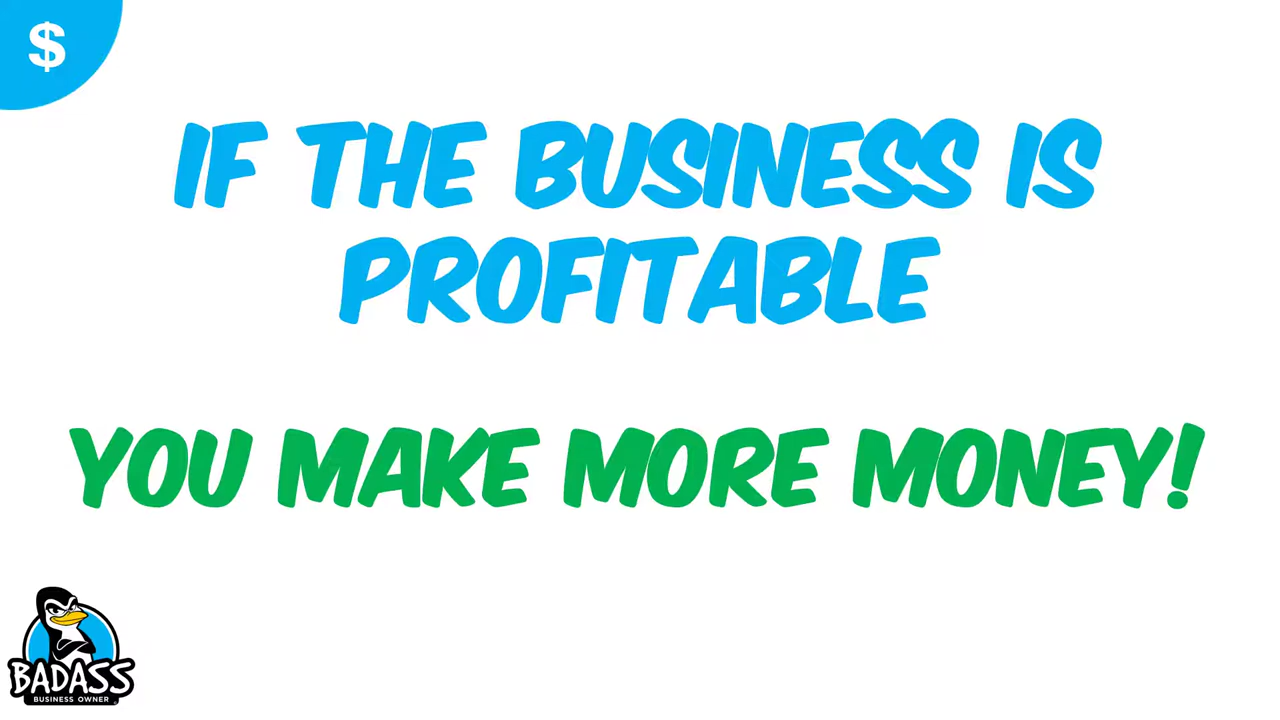 $
IF THE BUSINESS IS
PROFITABLE
YOU MAKE MORE MONEY!
BADASS
BUSINESS OWNER